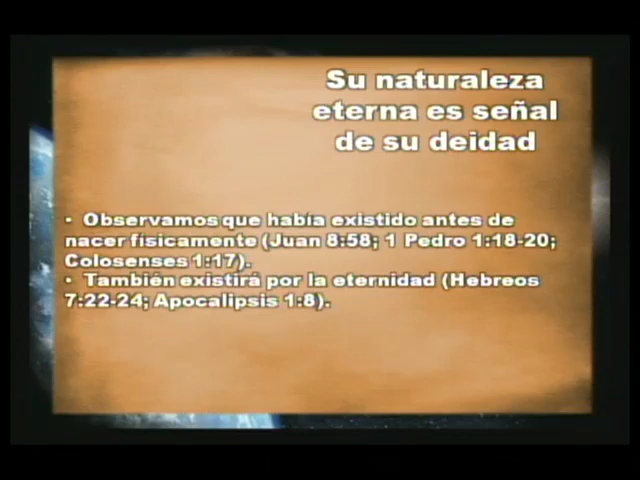 Su naturaleza
eterna es señal
de su deidad
• Observamos que había existido antes de
nacer físicamente (Juan 8:58; 1 Pedro 1:18-20;
Colosenses 1:17).
• También existirá por la eternidad (Hebreos
7:22-24; Apocalipsis 1:8).